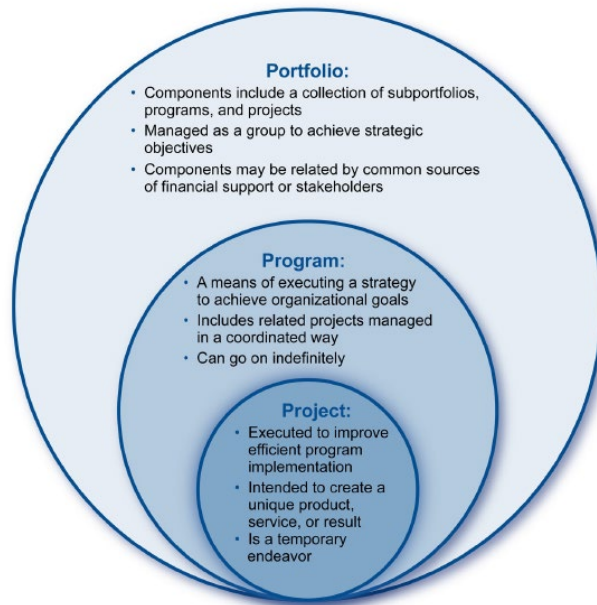 Portfolio:
• Components include a collection of subportfolios,
programs, and projects
• Managed as a group to achieve strategic
objectives
• Components may be related by common sources
of financial support or stakeholders
Program:
• A means of executing a strategy
to achieve organizational goals
• Includes related projects managed
in a coordinated way
• Can go on indefinitely
Project:
• Executed to improve
efficient program
implementation
• Intended to create a
unique product,
service, or result
• Is a temporary
endeavor